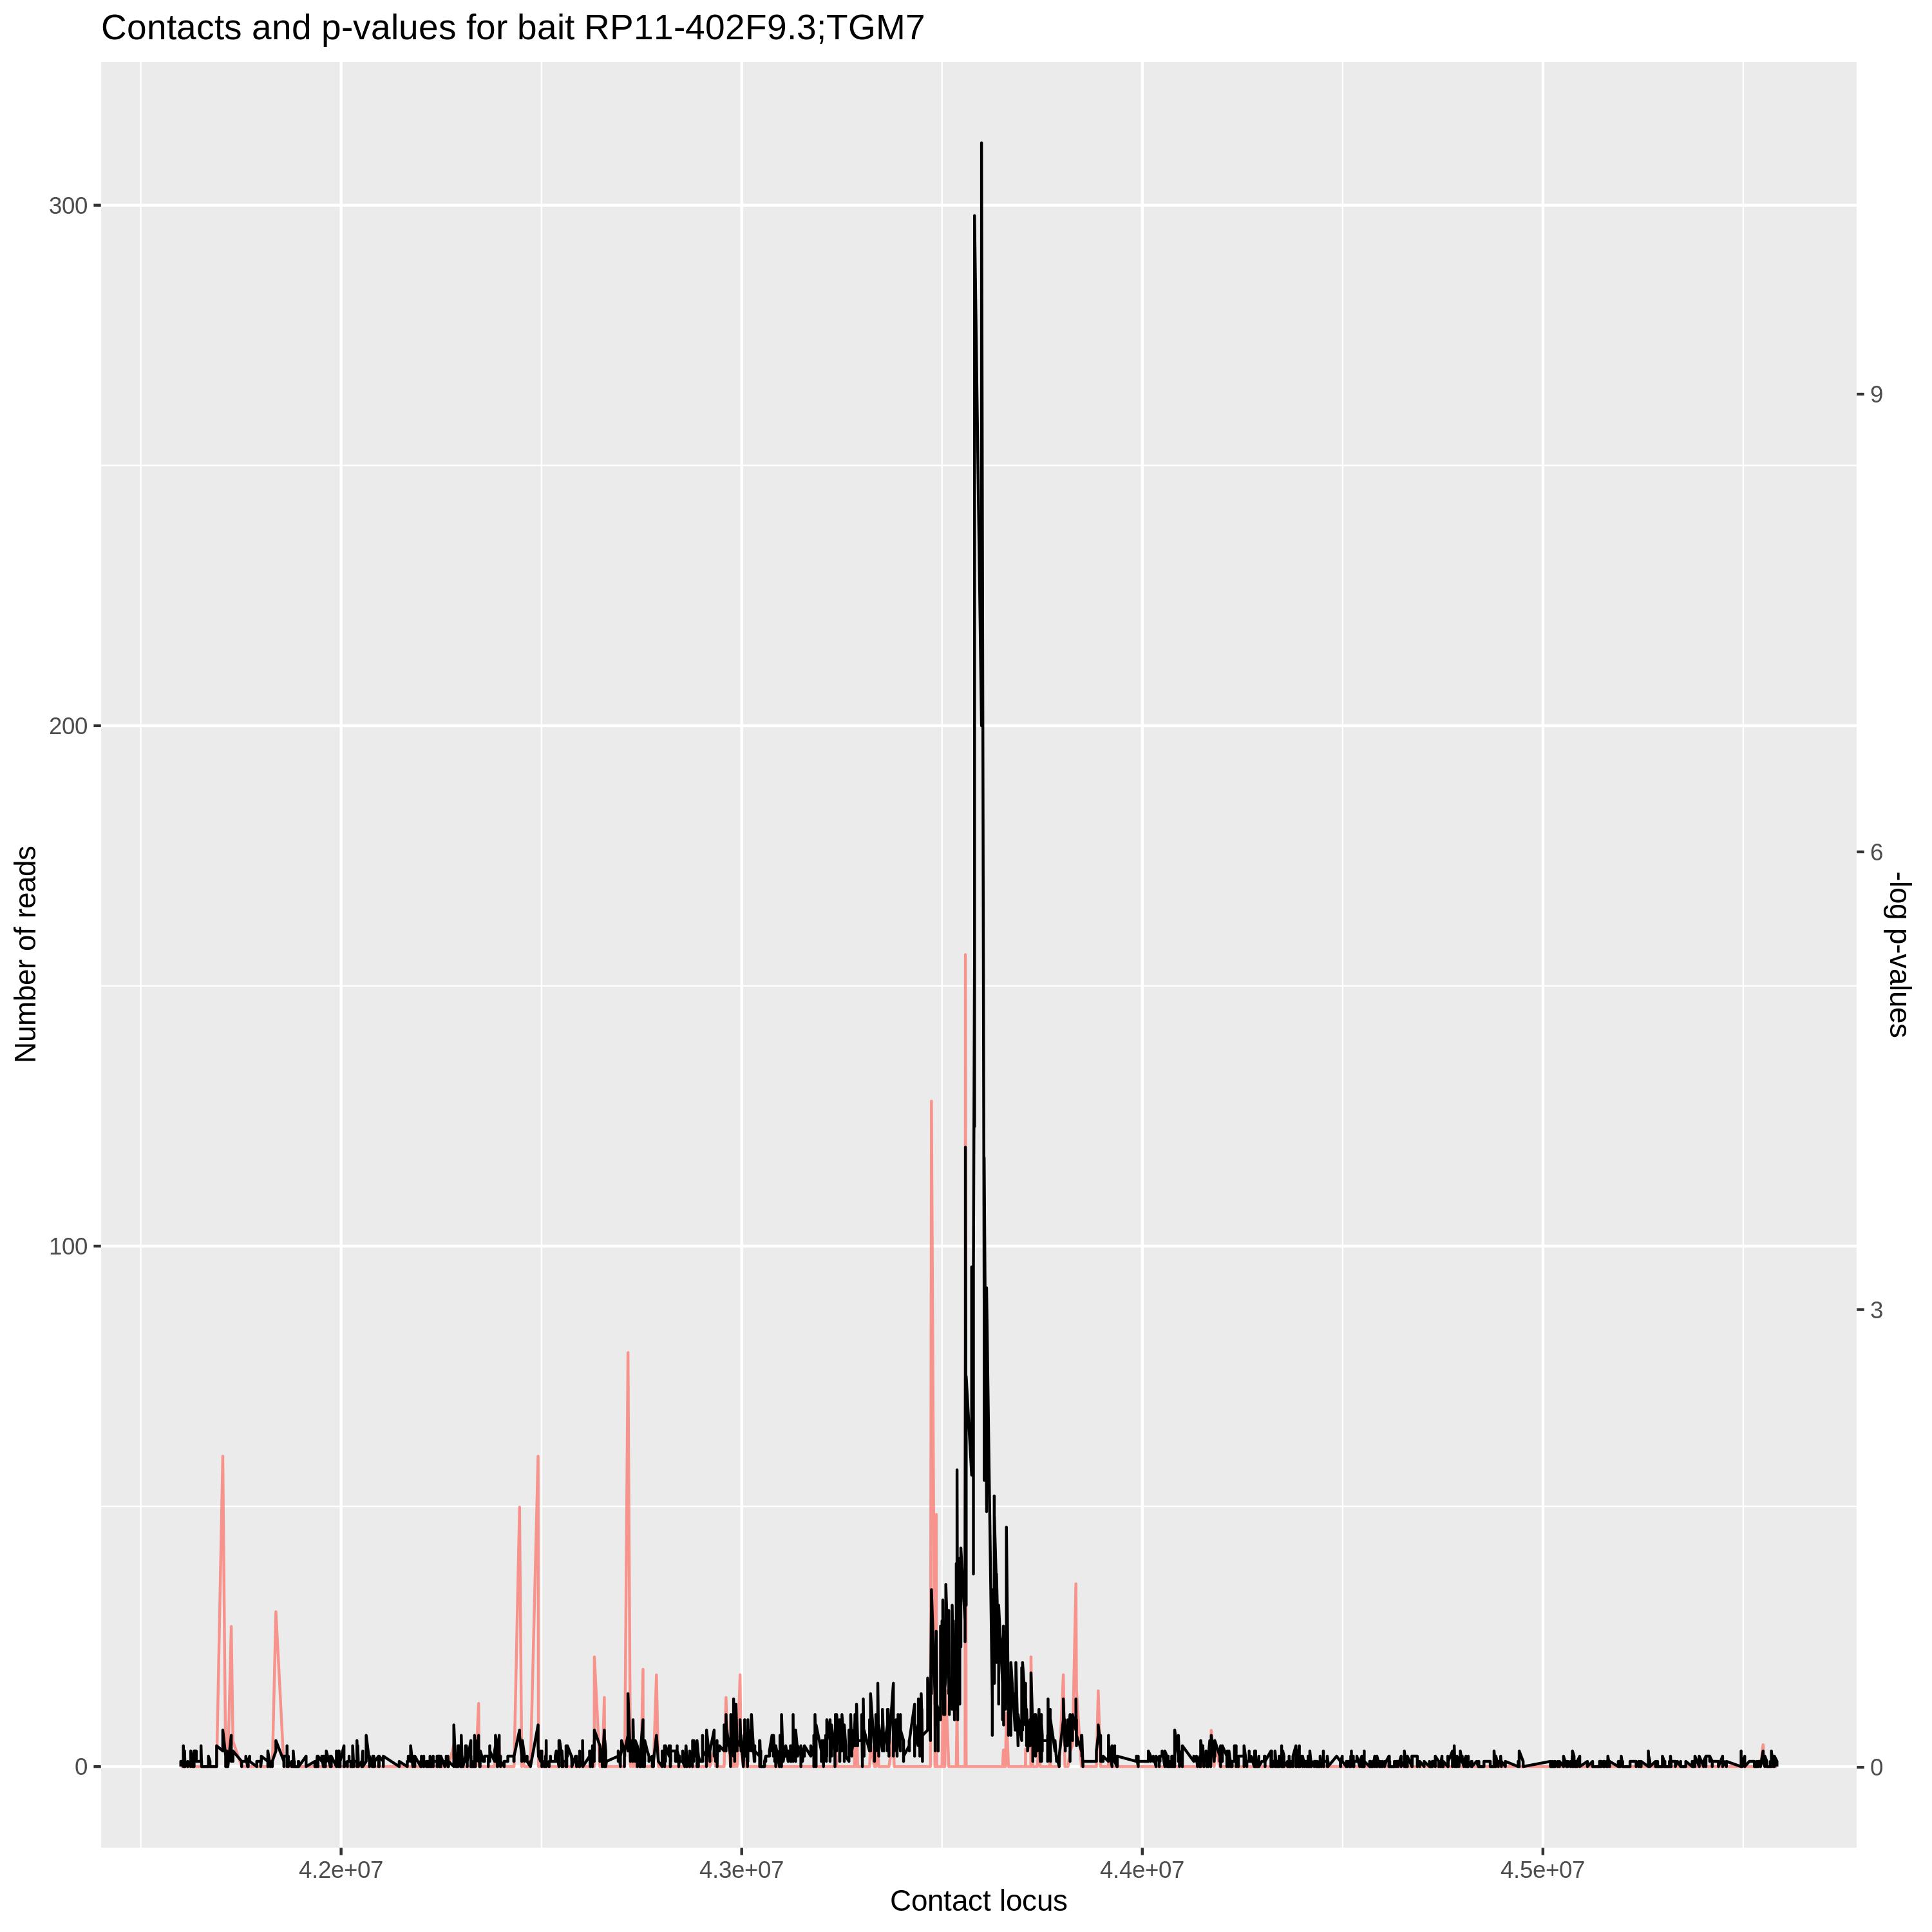 Contacts and p-values for bait RP11-402F9.3;TGM7
300
200
100
0
Number of reads
9
6
3
0
-log p-values
4.2e+07
4.3e+07
4.4e+07
4.5e+07
Contact locus